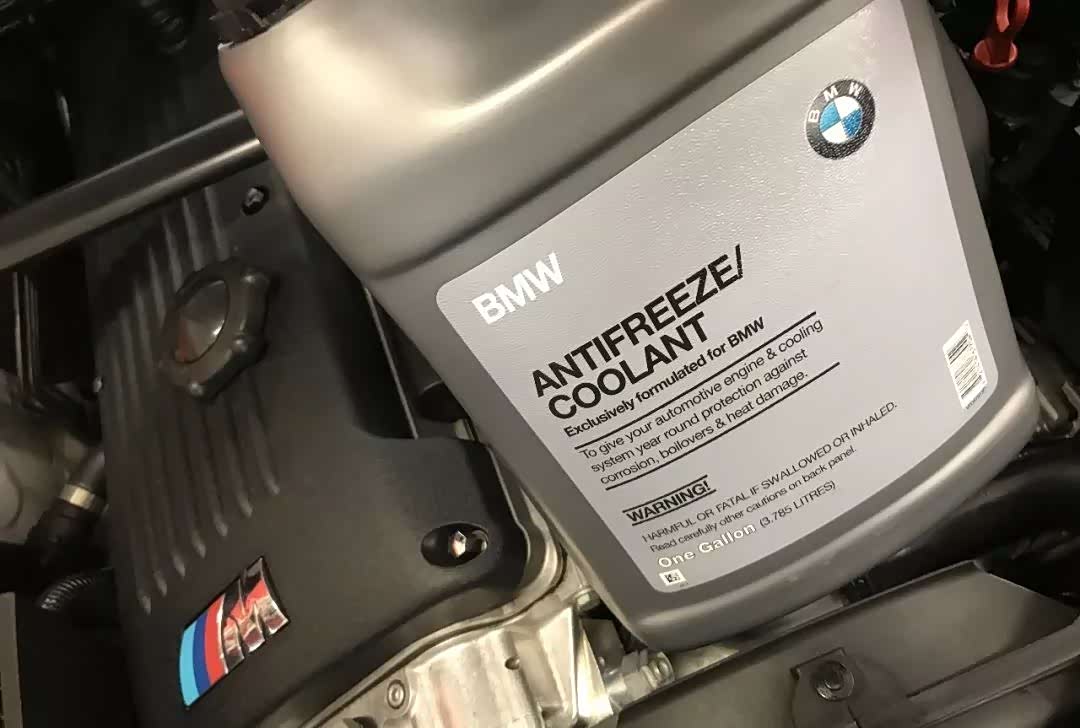 BMW
BMW
ANTIFREEZE/
COOLANT
Exclusively formulated for BMW
To give your automotive engine & cooling
system year round protection against
corrosion, boilovers & heat damage.
WARNING!
HARMFUL OR FATAL IF SWALLOWED OR INHALED.
Read carefully other cautions on back panel.
One Gallon (3.785 LITRES)
M